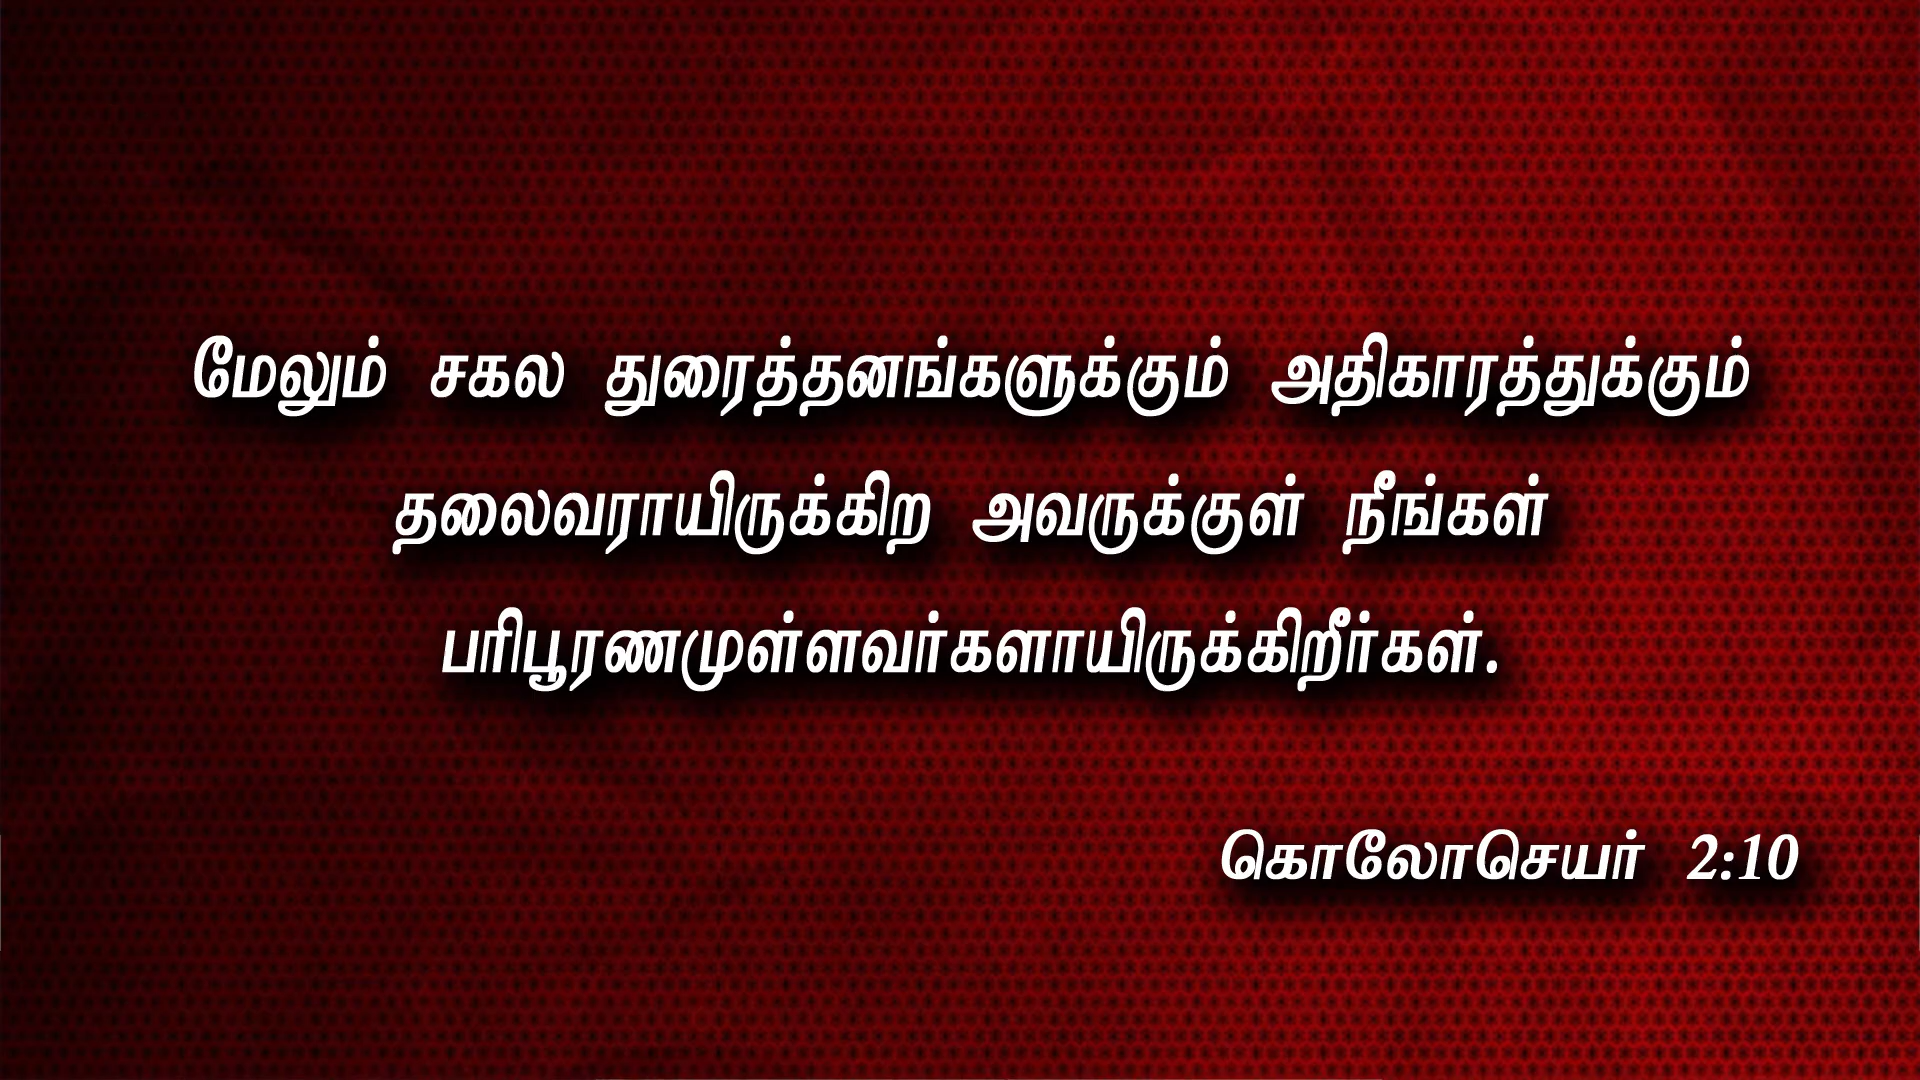 மேலும் சகல துரைத்தனங்களுக்கும் அதிகாரத்துக்கும்
தலைவராயிருக்கிற அவருக்குள் நீங்கள்
பரிபூரணமுள்ளவர்களாயிருக்கிறீர்கள்.
கொலோசெயர் 2:10